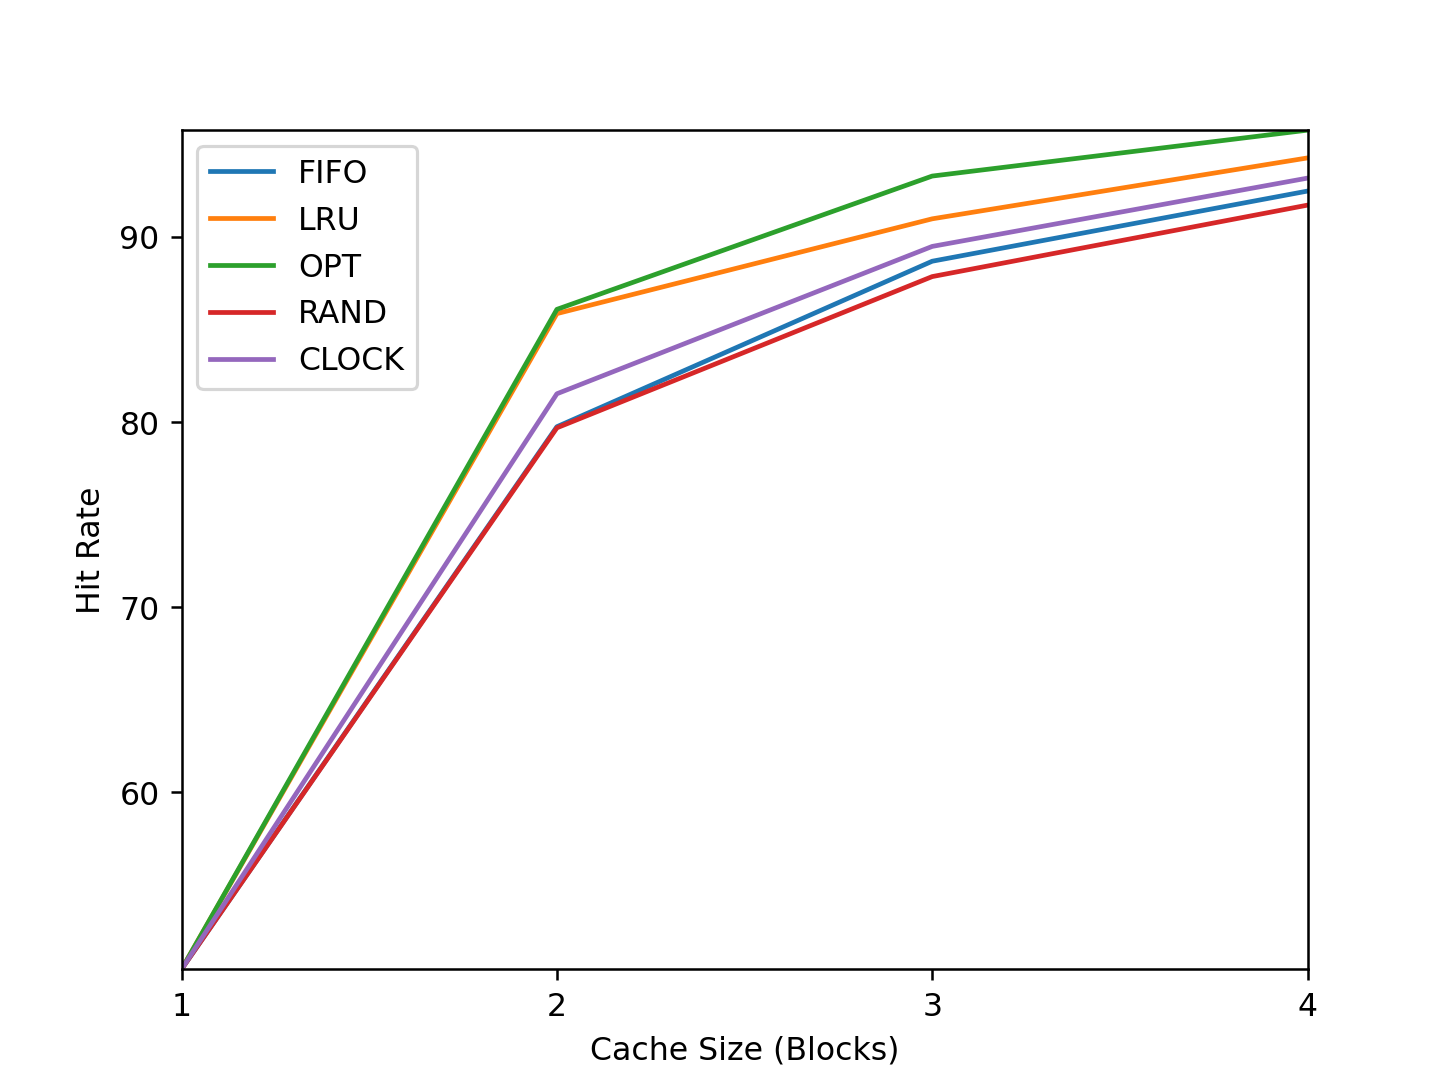 FIFO
LRU
OPT
RAND
CLOCK
90
80
70
60
Hit Rate
1 2 3 4
Cache Size (Blocks)